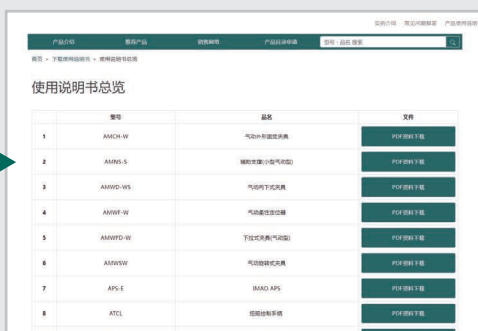 实例介绍 常见问题解答 产品使用说明
产品介绍 推荐产品 销售网络 产品目录申请 型号・品名 搜索
首页 > 下载使用说明书 > 使用说明书总览
使用说明书总览
型号 品名 文件
1 AMCH-W 气动外形固定夹具 PDF资料下载
2 AMNS-S 辅助支撑(小型气动型) PDF资料下载
3 AMWD-WS 气动向下式夹具 PDF资料下载
4 AMWF-W 气动柔性定位器 PDF资料下载
5 AMWPD-W 下拉式夹具(气动型) PDF资料下载
6 AMWSW 气动旋转式夹具 PDF资料下载
7 APS-E IMAO APS PDF资料下载
8 ATCL 扭矩控制手柄 PDF资料下载